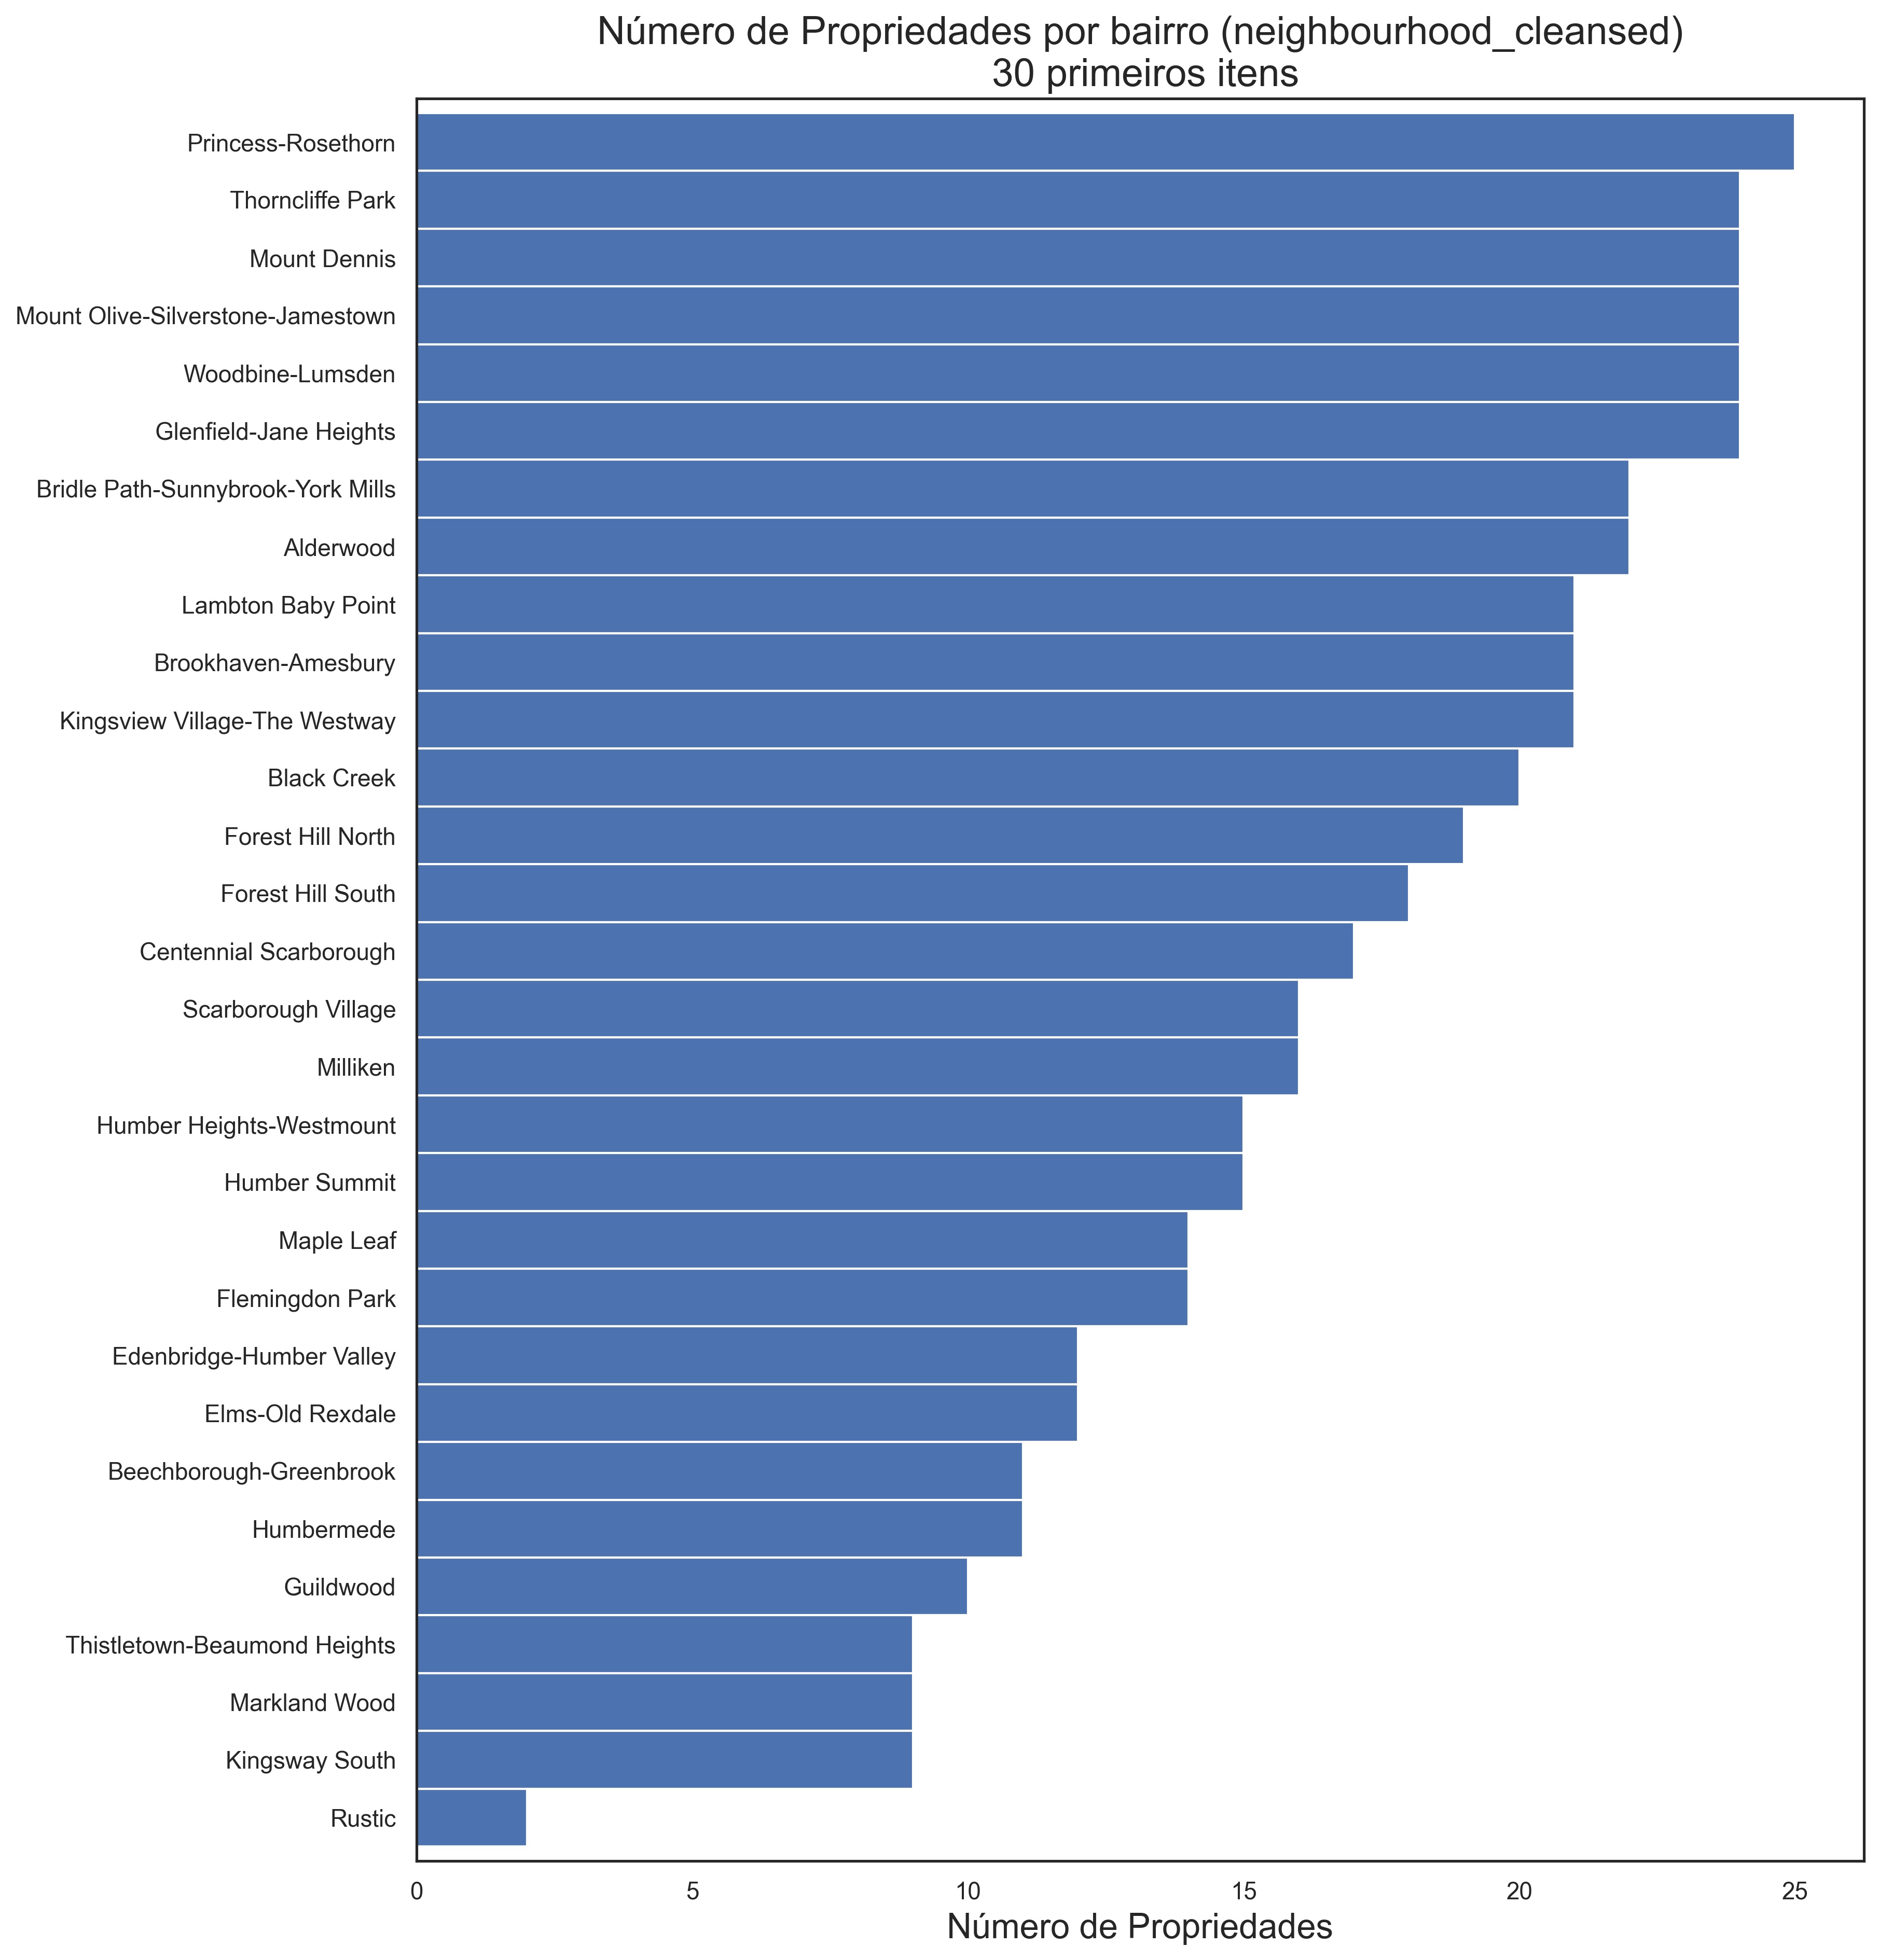 Número de Propriedades por bairro (neighbourhood_cleansed)
30 primeiros itens
Princess-Rosethorn
Thorncliffe Park
Mount Dennis
Mount Olive-Silverstone-Jamestown
Woodbine-Lumsden
Glenfield-Jane Heights
Bridle Path-Sunnybrook-York Mills
Alderwood
Lambton Baby Point
Brookhaven-Amesbury
Kingsview Village-The Westway
Black Creek
Forest Hill North
Forest Hill South
Centennial Scarborough
Scarborough Village
Milliken
Humber Heights-Westmount
Humber Summit
Maple Leaf
Flemingdon Park
Edenbridge-Humber Valley
Elms-Old Rexdale
Beechborough-Greenbrook
Humbermede
Guildwood
Thistletown-Beaumond Heights
Markland Wood
Kingsway South
Rustic
0 5 10 15 20 25
Número de Propriedades